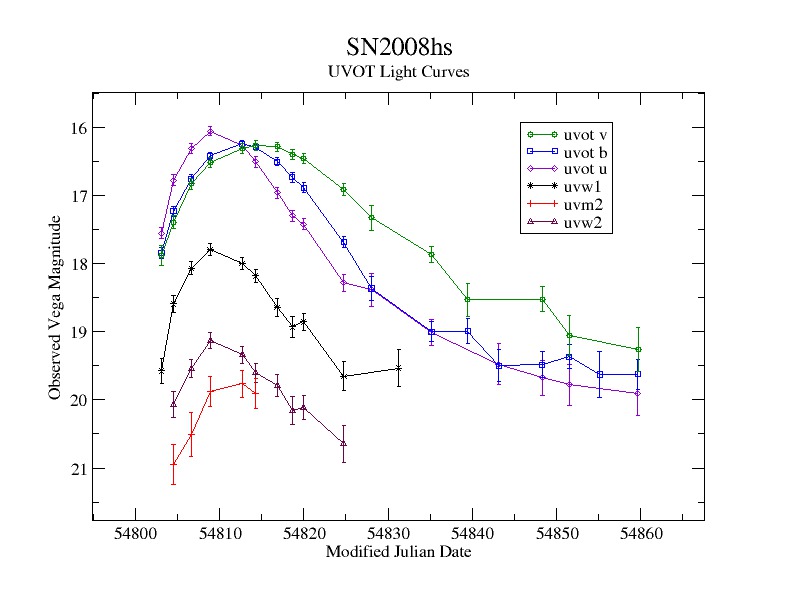 SN2008hs
UVOT Light Curves
Observed Vega Magnitude
16
17
18
19
20
21
uvot v
uvot b
uvot u
uvw1
uvm2
uvw2
54800 54810 54820 54830 54840 54850 54860
Modified Julian Date